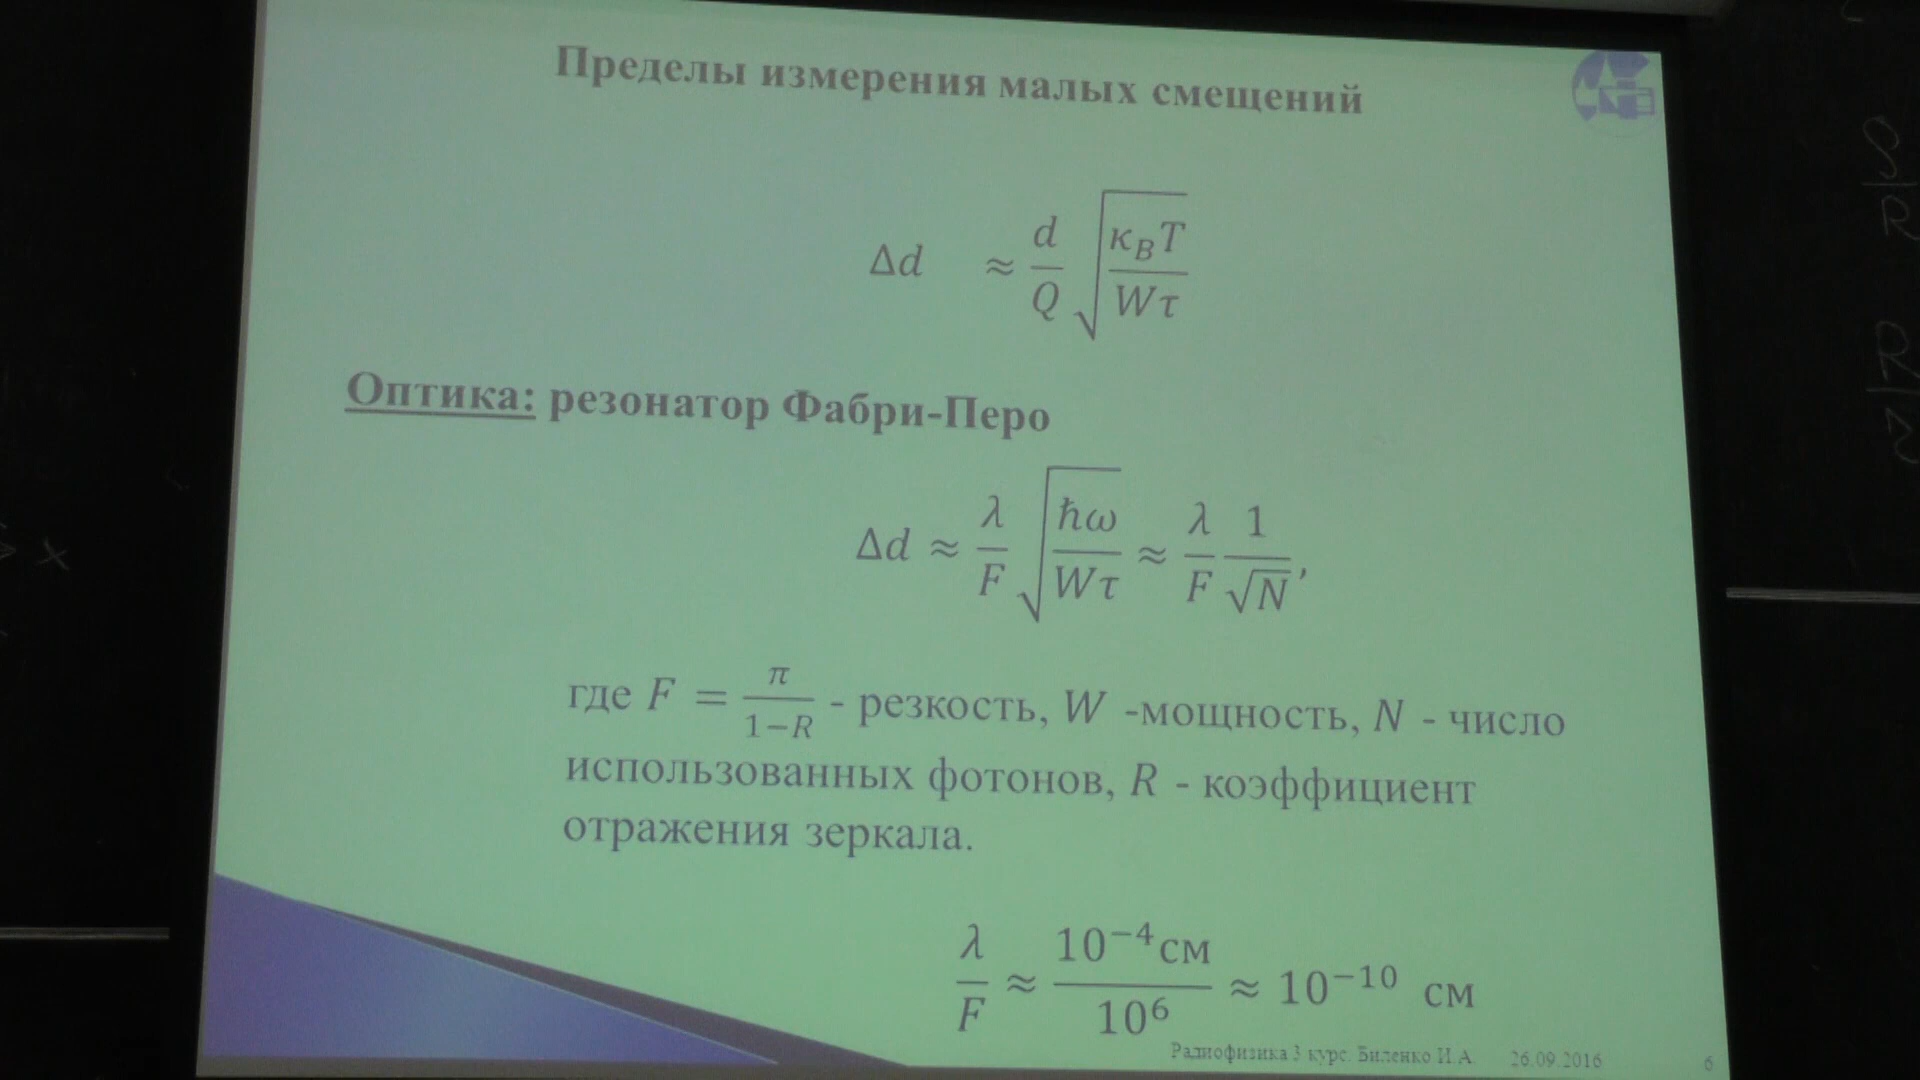 Пределы измерения малых смещений
Δd ≈ d/Q √(κ_B T / Wτ)
Оптика: резонатор Фабри-Перо
Δd ≈ λ/F √(ħω / Wτ) ≈ λ/F 1/√N,
где F = π/(1−R) - резкость, W -мощность, N - число
использованных фотонов, R - коэффициент
отражения зеркала.
λ/F ≈ 10⁻⁴см/10⁶ ≈ 10⁻¹⁰ см
Радиофизика 3 курс. Биленко И.А. 26.09.2016 6